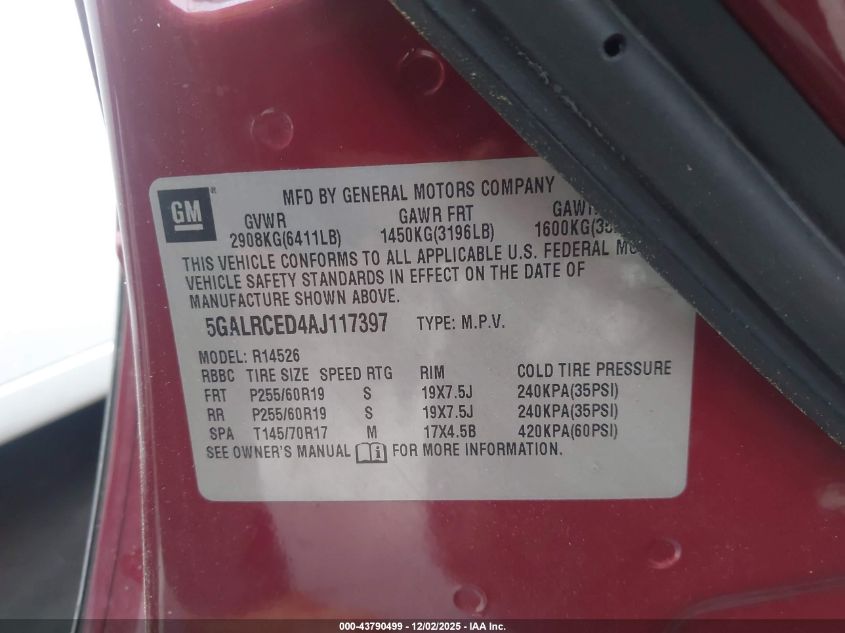 GM ®
MFD BY GENERAL MOTORS COMPANY
GVWR GAWR FRT
2908KG(6411LB) 1450KG(3196LB) 1600KG
THIS VEHICLE CONFORMS TO ALL APPLICABLE U.S. FEDERAL
VEHICLE SAFETY STANDARDS IN EFFECT ON THE DATE OF
MANUFACTURE SHOWN ABOVE.
5GALRCED4AJ117397 TYPE: M.P.V.
MODEL: R14526
RBBC TIRE SIZE SPEED RTG RIM COLD TIRE PRESSURE
FRT P255/60R19 S 19X7.5J 240KPA(35PSI)
RR P255/60R19 S 19X7.5J 240KPA(35PSI)
SPA T145/70R17 M 17X4.5B 420KPA(60PSI)
SEE OWNER'S MANUAL i FOR MORE INFORMATION.
000-43790499 - 12/02/2025 - IAA Inc.